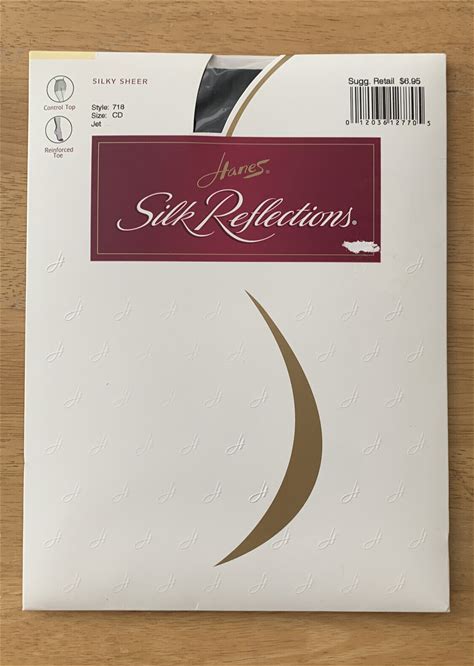 SILKY SHEER
Sugg. Retail $6.95
Control Top
Style: 718
Size: CD
Jet
0 12036 12770 5
Reinforced
Toe
Hanes®
Silk Reflections®